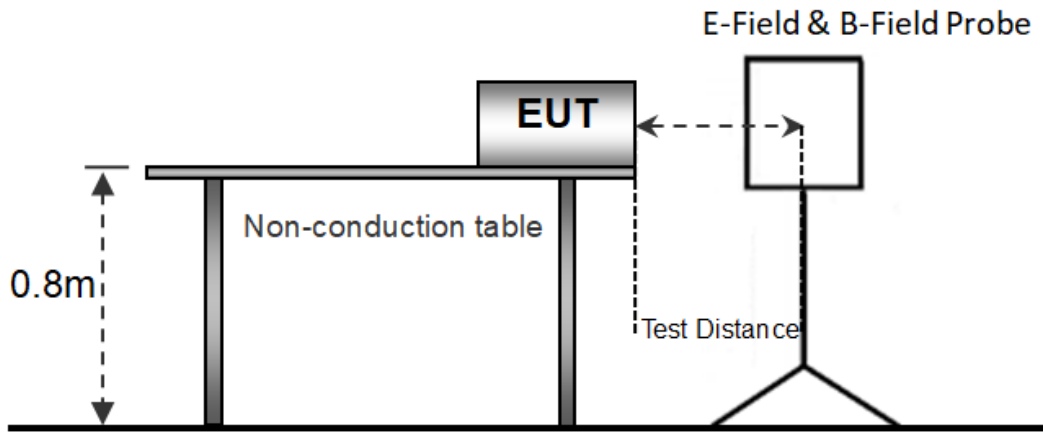 E-Field & B-Field Probe
EUT
Non-conduction table
0.8m
Test Distance